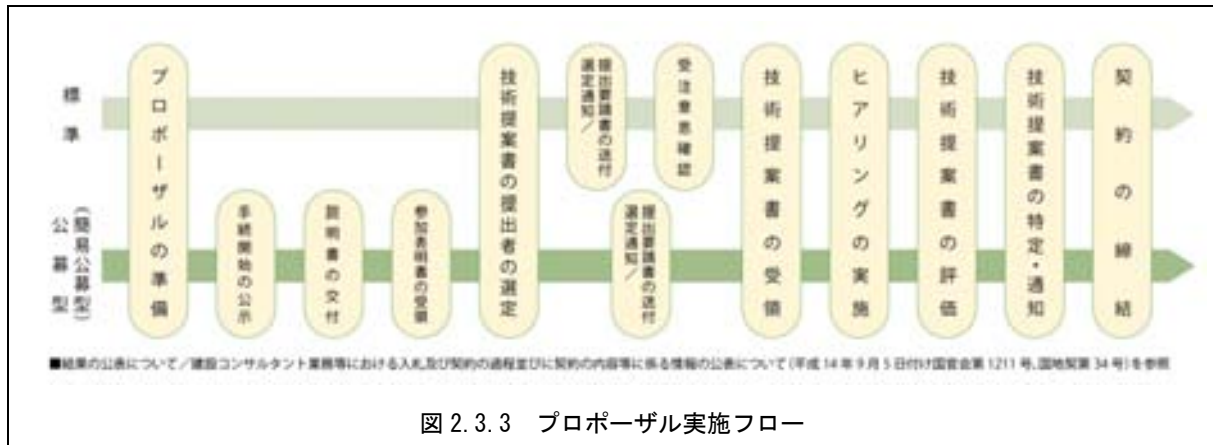 標準
公募型
(簡易公募型)
プロポーザルの準備
手続開始の公示
説明書の交付
参加表明書の受領
技術提案書の提出者の選定
選定通知／
提出要請書の送付
受注意思確認
選定通知／
提出要請書の送付
技術提案書の受領
ヒアリングの実施
技術提案書の評価
技術提案書の特定・通知
契約の締結
■結果の公表について／建設コンサルタント業務等における入札及び契約の過程並びに契約の内容等に係る情報の公表について（平成 14 年 9 月 5 日付け国官会第 1211 号、国地契第 34 号）を参照
図 2.3.3　プロポーザル実施フロー